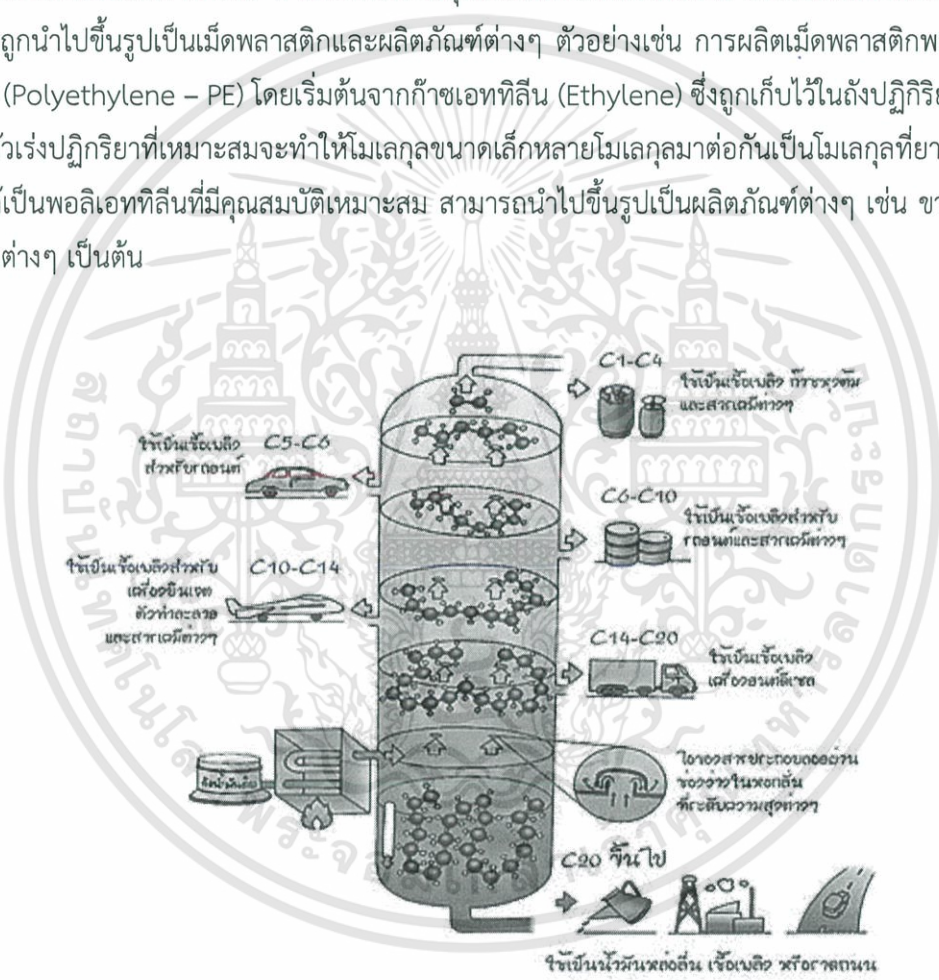 ถูกนำไปขึ้นรูปเป็นเม็ดพลาสติกและผลิตภัณฑ์ต่างๆ ตัวอย่างเช่น การผลิตเม็ดพลาสติกพ
(Polyethylene – PE) โดยเริ่มต้นจากก๊าซเอททิลีน (Ethylene) ซึ่งถูกเก็บไว้ในถังปฏิกิริย
ัวเร่งปฏิกริยาที่เหมาะสมจะทำให้โมเลกุลขนาดเล็กหลายโมเลกุลมาต่อกันเป็นโมเลกุลที่ยา
ด้เป็นพอลิเอททิลีนที่มีคุณสมบัติเหมาะสม สามารถนำไปขึ้นรูปเป็นผลิตภัณฑ์ต่างๆ เช่น ขว
ต่างๆ เป็นต้น
C1-C4
ใช้เป็นเชื้อเพลิง ก๊าซหุงต้ม
และสารเคมีต่างๆ
ใช้เป็นเชื้อเพลิง
สำหรับรถยนต์
C5-C6
C6-C10
ใช้เป็นเชื้อเพลิงสำหรับ
รถยนต์และสารเคมีต่างๆ
ใช้เป็นเชื้อเพลิงสำหรับ
เครื่องบินเจต
ตัวทำละลาย
และสารเคมีต่างๆ
C10-C14
C14-C20
ใช้เป็นเชื้อเพลิง
เครื่องยนต์ดีเซล
ไอของสารประกอบลอยผ่าน
ช่องว่างในหอกลั่น
ที่ระดับความสูงต่างๆ
C20 ขึ้นไป
ใช้เป็นน้ำมันหล่อลื่น เชื้อเพลิง หรือราดถนน